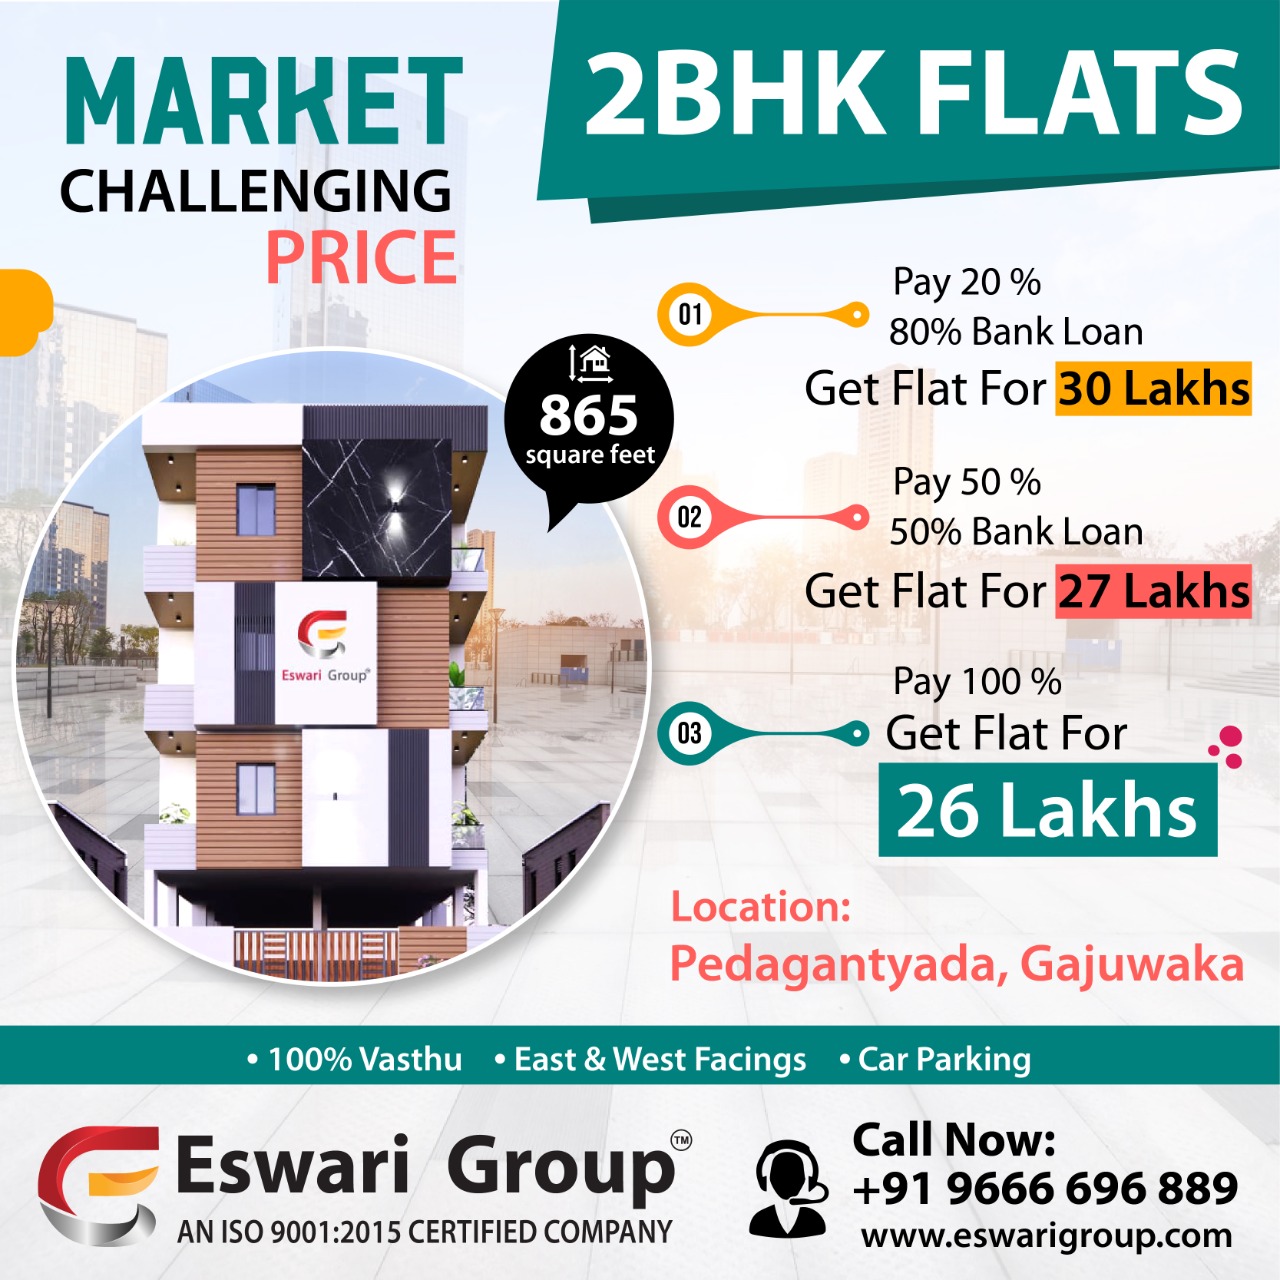 MARKET
CHALLENGING
PRICE
2BHK FLATS
865
square feet
01
Pay 20 %
80% Bank Loan
Get Flat For 30 Lakhs
02
Pay 50 %
50% Bank Loan
Get Flat For 27 Lakhs
03
Pay 100 %
Get Flat For
26 Lakhs
Eswari Group™
Location:
Pedagantyada, Gajuwaka
• 100% Vasthu • East & West Facings • Car Parking
Eswari Group™
AN ISO 9001:2015 CERTIFIED COMPANY
Call Now:
+91 9666 696 889
www.eswarigroup.com